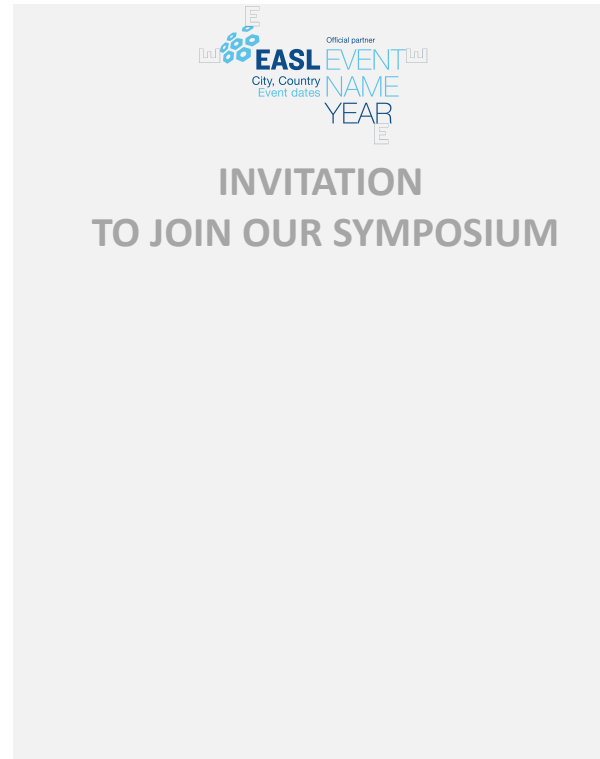 E
Official partner
E EASL EVENT E
City, Country NAME
Event dates
YEAR
E
INVITATION
TO JOIN OUR SYMPOSIUM